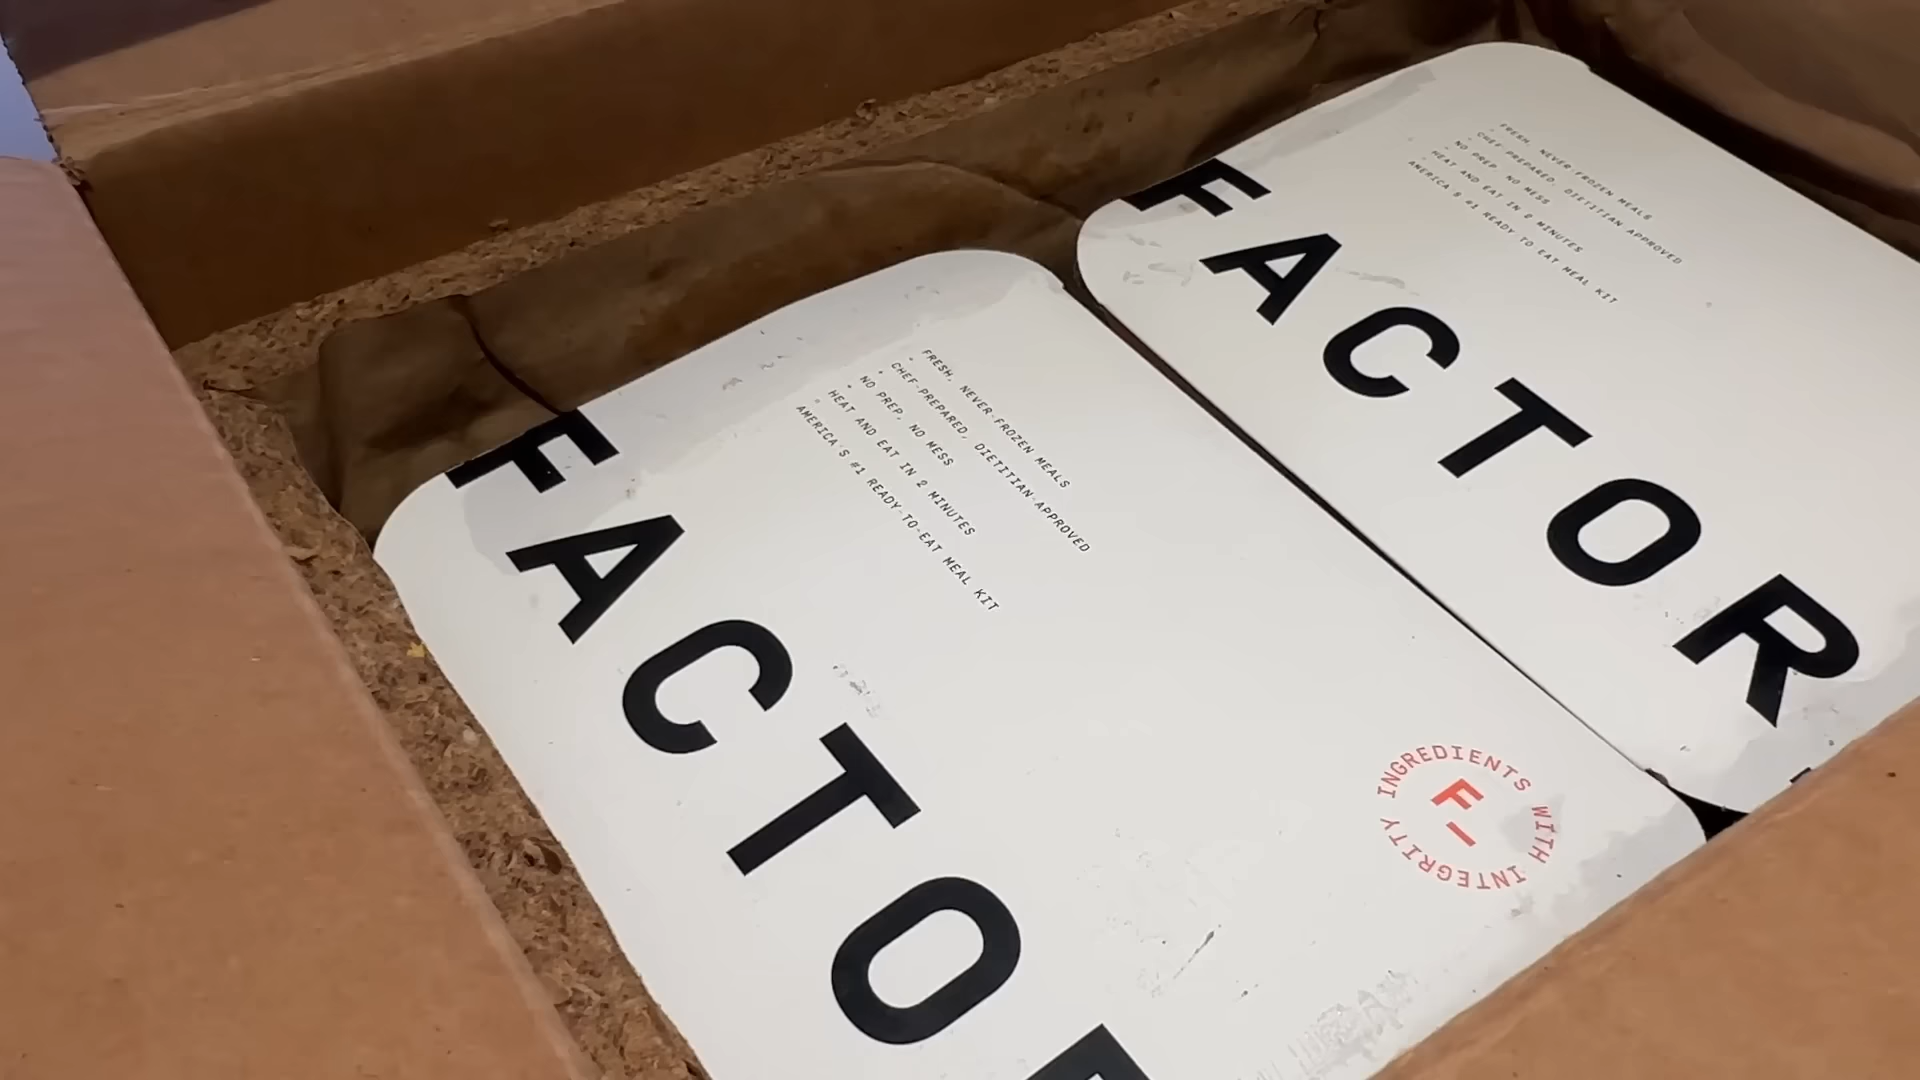 FACTOR
FRESH, NEVER-FROZEN MEALS
CHEF-PREPARED, DIETITIAN-APPROVED
NO PREP, NO MESS
HEAT AND EAT IN 2 MINUTES
AMERICA'S #1 READY TO EAT MEAL KIT
FACTOR
FRESH, NEVER-FROZEN MEALS
CHEF-PREPARED, DIETITIAN-APPROVED
NO PREP, NO MESS
HEAT AND EAT IN 2 MINUTES
AMERICA'S #1 READY-TO-EAT MEAL KIT
INGREDIENTS WITH INTEGRITY
F